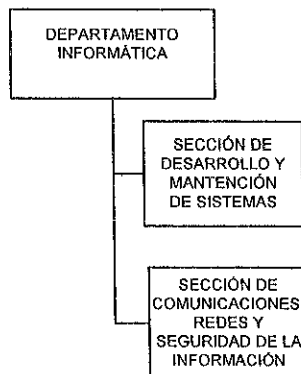 DEPARTAMENTO
INFORMÁTICA
SECCIÓN DE
DESARROLLO Y
MANTENCIÓN
DE SISTEMAS
SECCIÓN DE
COMUNICACIONES
REDES Y
SEGURIDAD DE LA
INFORMACIÓN